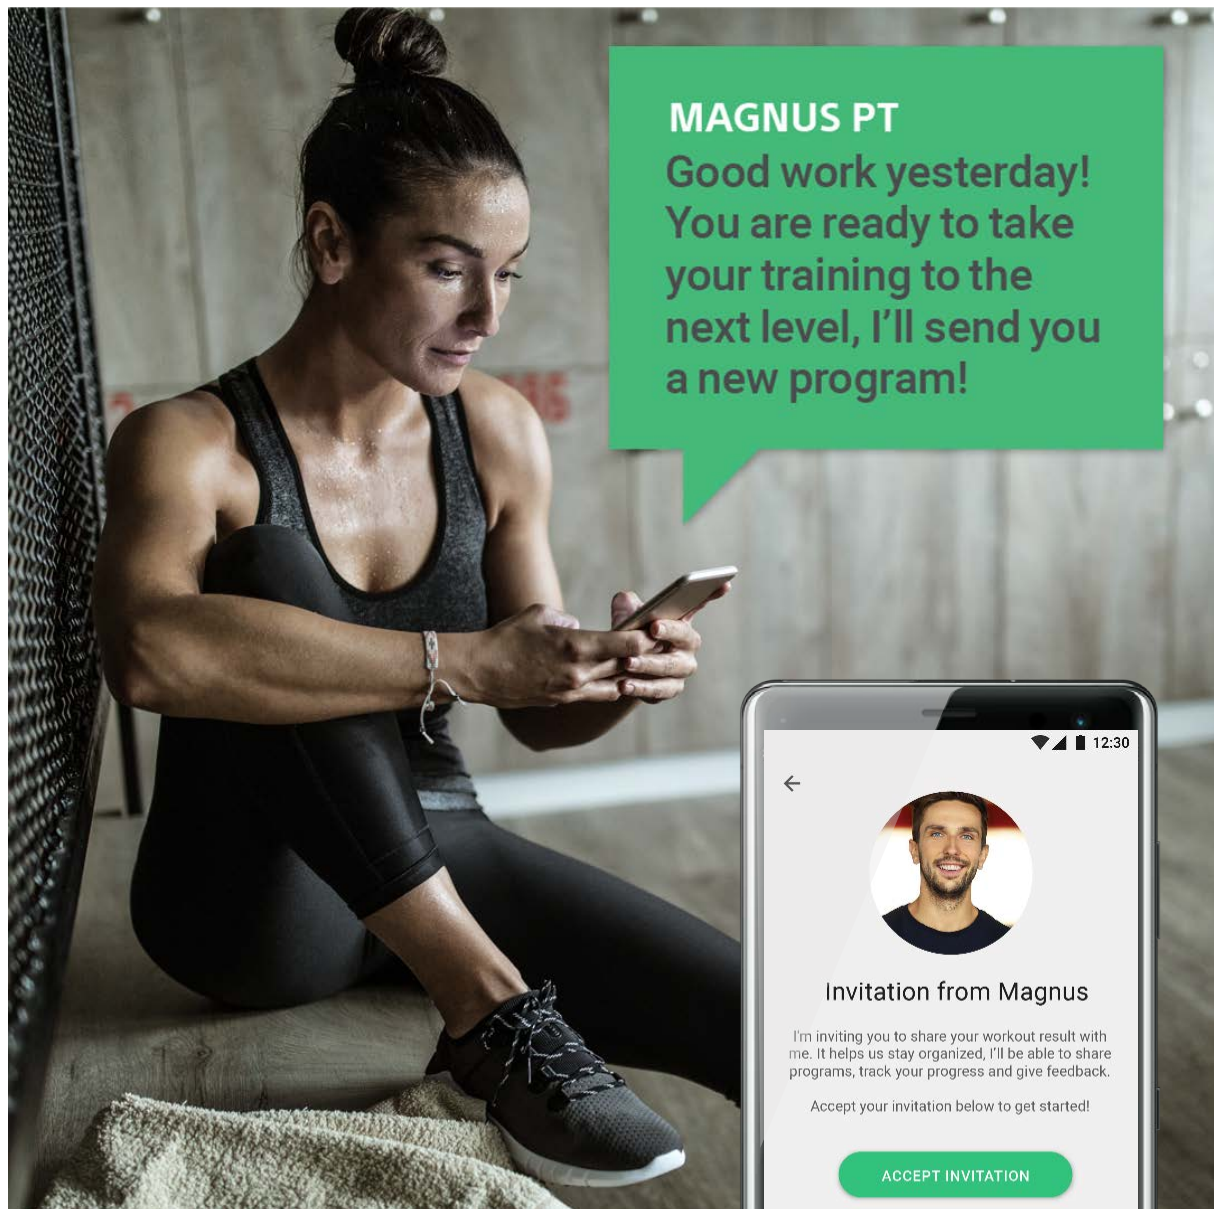 MAGNUS PT
Good work yesterday!
You are ready to take
your training to the
next level, I’ll send you
a new program!
12:30
Invitation from Magnus
I'm inviting you to share your workout result with
me. It helps us stay organized, I'll be able to share
programs, track your progress and give feedback.
Accept your invitation below to get started!
ACCEPT INVITATION